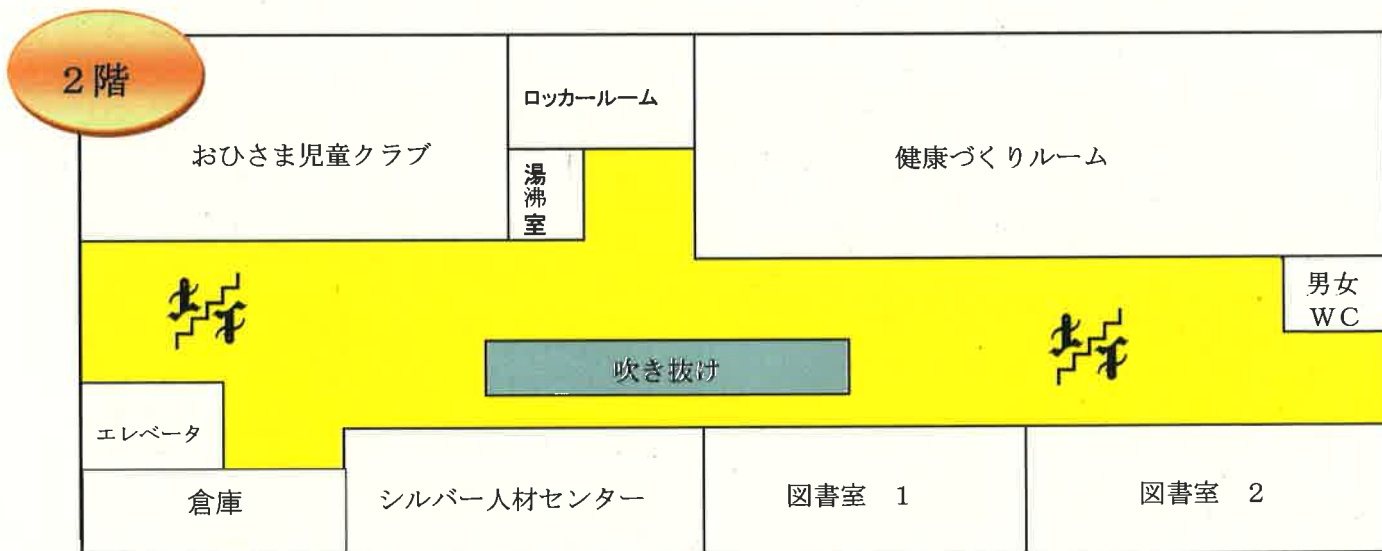 2階
ロッカールーム
おひさま児童クラブ
健康づくりルーム
湯沸室
男女
WC
吹き抜け
エレベータ
倉庫
シルバー人材センター
図書室 1
図書室 2